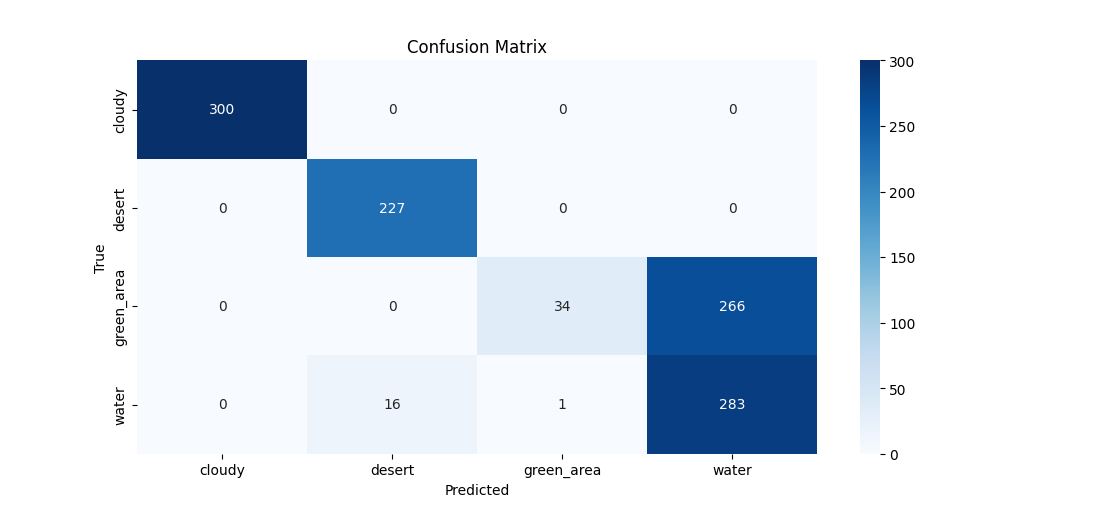 Confusion Matrix
True
cloudy
300
0
0
0
desert
0
227
0
0
green_area
0
0
34
266
water
0
16
1
283
cloudy
desert
green_area
water
Predicted
300
250
200
150
100
50
0